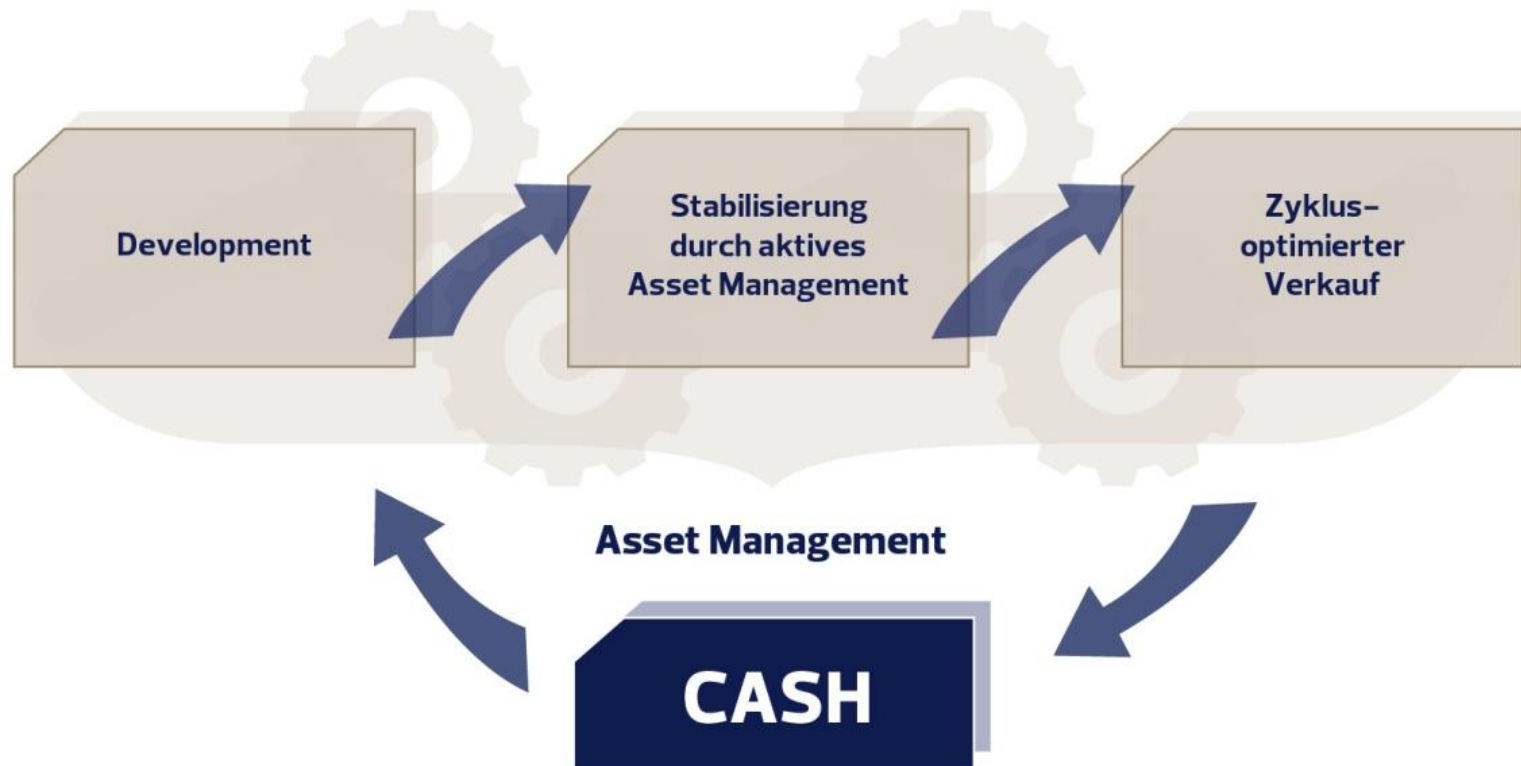 Development
Stabilisierung
durch aktives
Asset Management
Zyklus–
optimierter
Verkauf
Asset Management
CASH